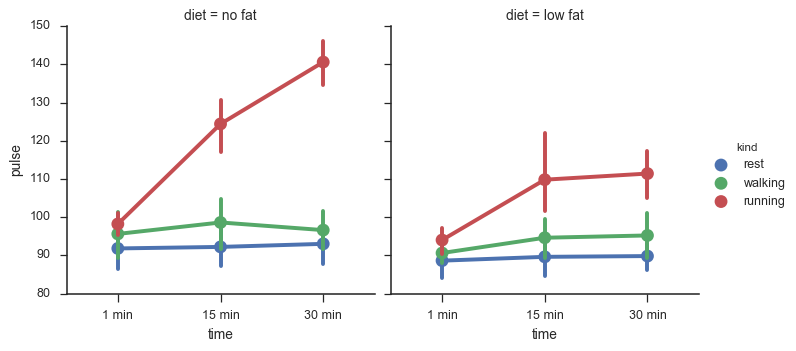 diet = no fat
diet = low fat
150
140
130
120
110
100
90
80
pulse
1 min
15 min
30 min
time
1 min
15 min
30 min
time
kind
rest
walking
running